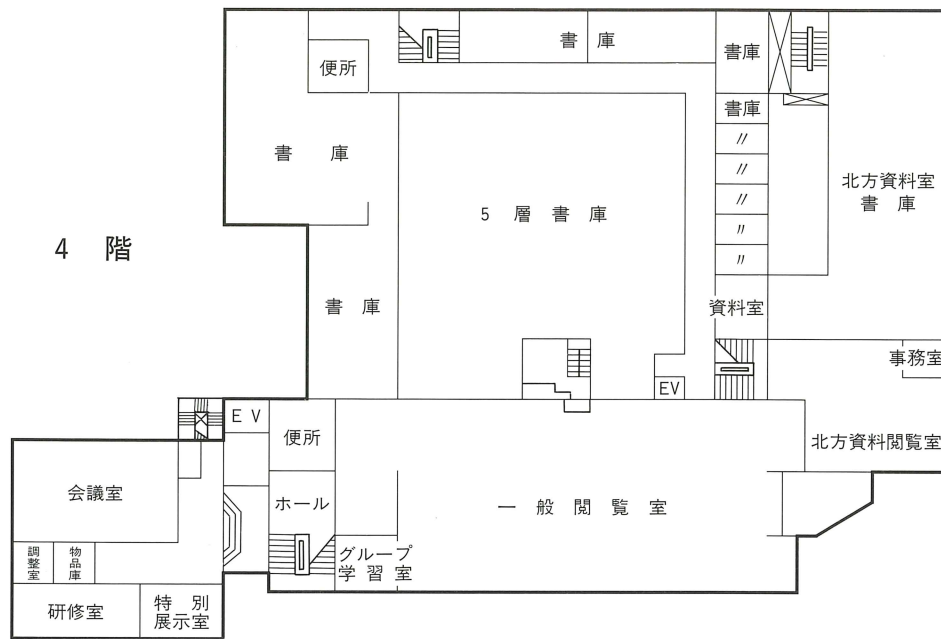 書庫
書庫
便所
書庫
書庫
〃
〃
〃
〃
〃
北方資料室
書庫
5層書庫
4階
書庫
資料室
事務室
EV
EV
便所
北方資料閲覧室
会議室
ホール
一般閲覧室
調整室
物品庫
グループ
学習室
研修室
特別
展示室